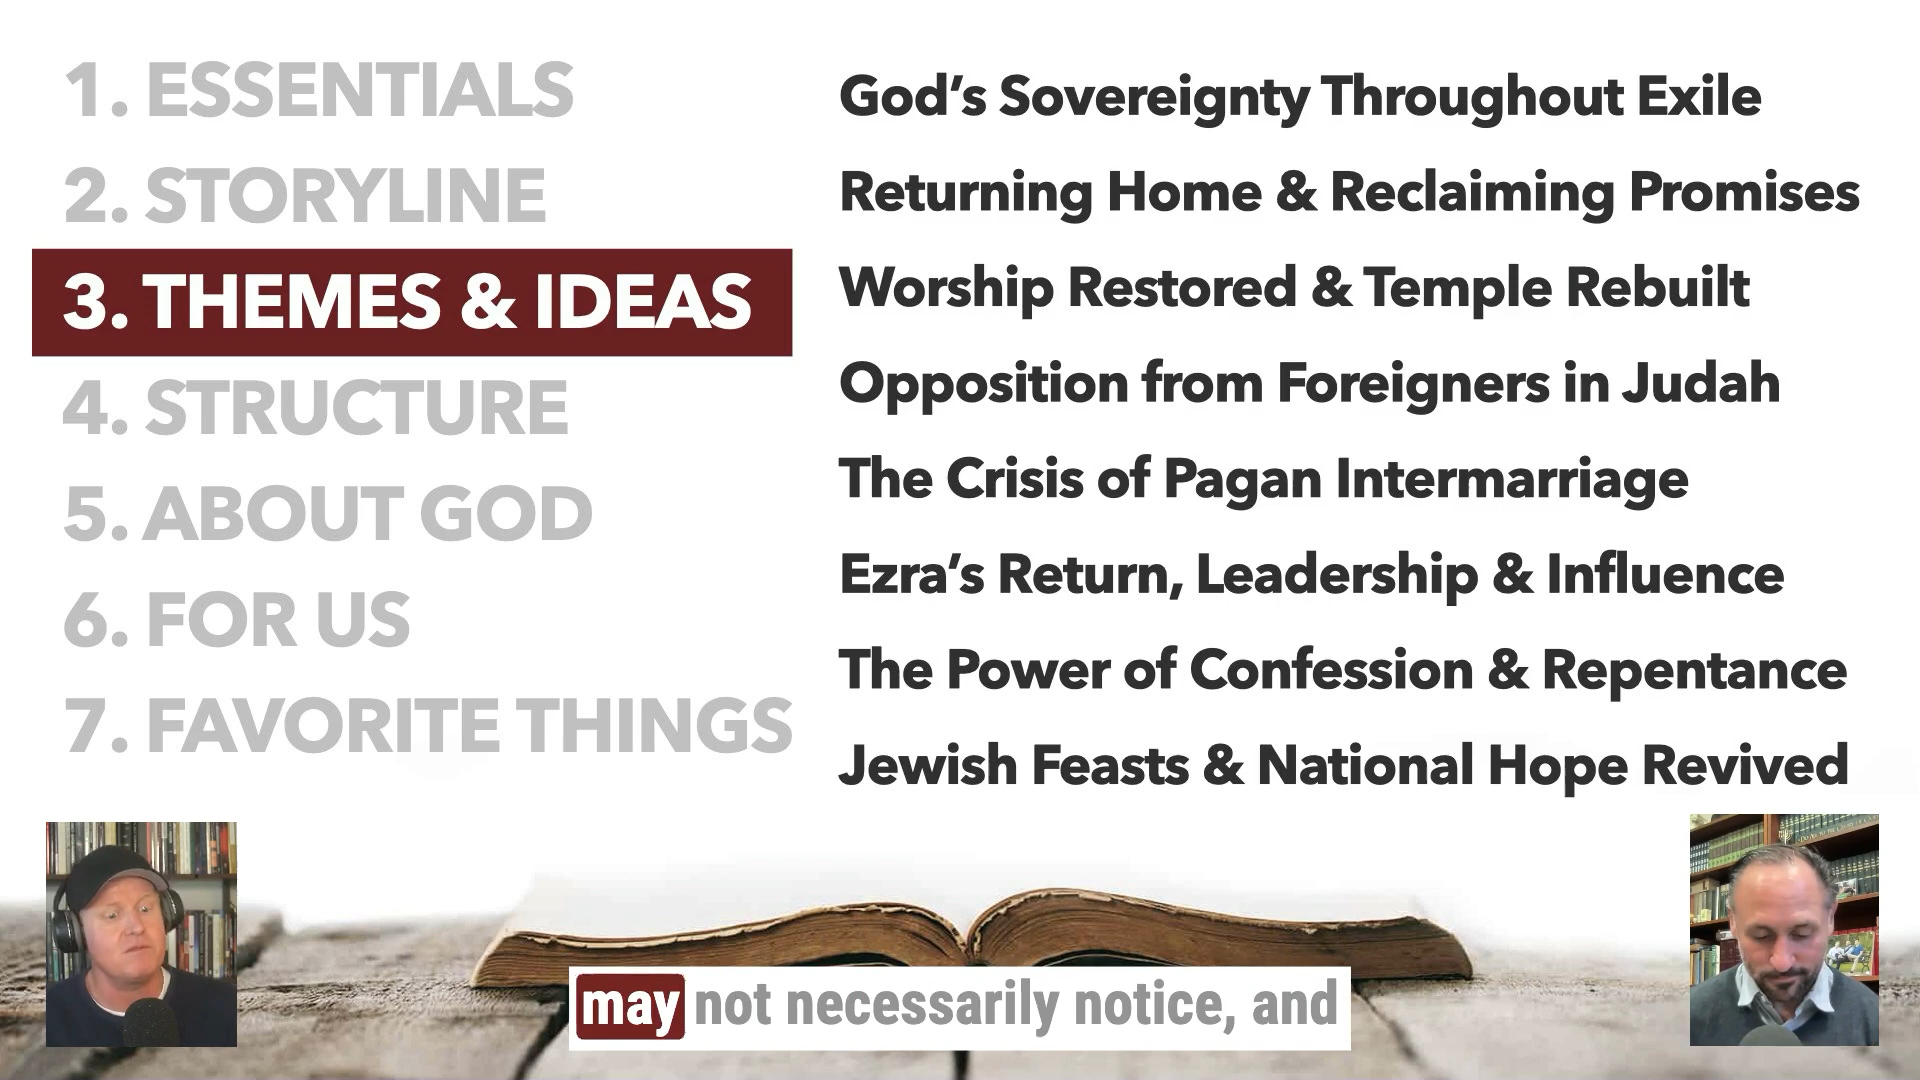 1. ESSENTIALS
2. STORYLINE
3. THEMES & IDEAS
4. STRUCTURE
5. ABOUT GOD
6. FOR US
7. FAVORITE THINGS
God’s Sovereignty Throughout Exile
Returning Home & Reclaiming Promises
Worship Restored & Temple Rebuilt
Opposition from Foreigners in Judah
The Crisis of Pagan Intermarriage
Ezra’s Return, Leadership & Influence
The Power of Confession & Repentance
Jewish Feasts & National Hope Revived
may not necessarily notice, and